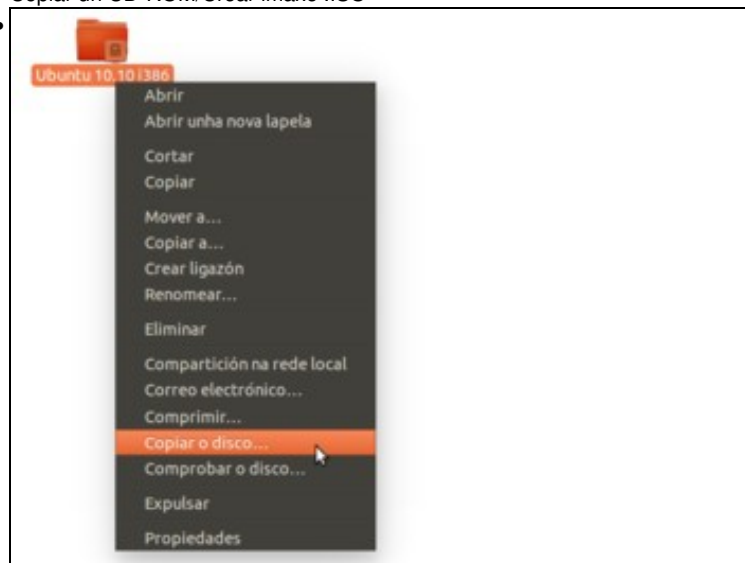 Ubuntu 10.10 i386
Abrir
Abrir unha nova lapela
Cortar
Copiar
Mover a...
Copiar a...
Crear ligazón
Renomear...
Eliminar
Compartición na rede local
Correo electrónico...
Comprimir...
Copiar o disco...
Comprobar o disco...
Expulsar
Propiedades